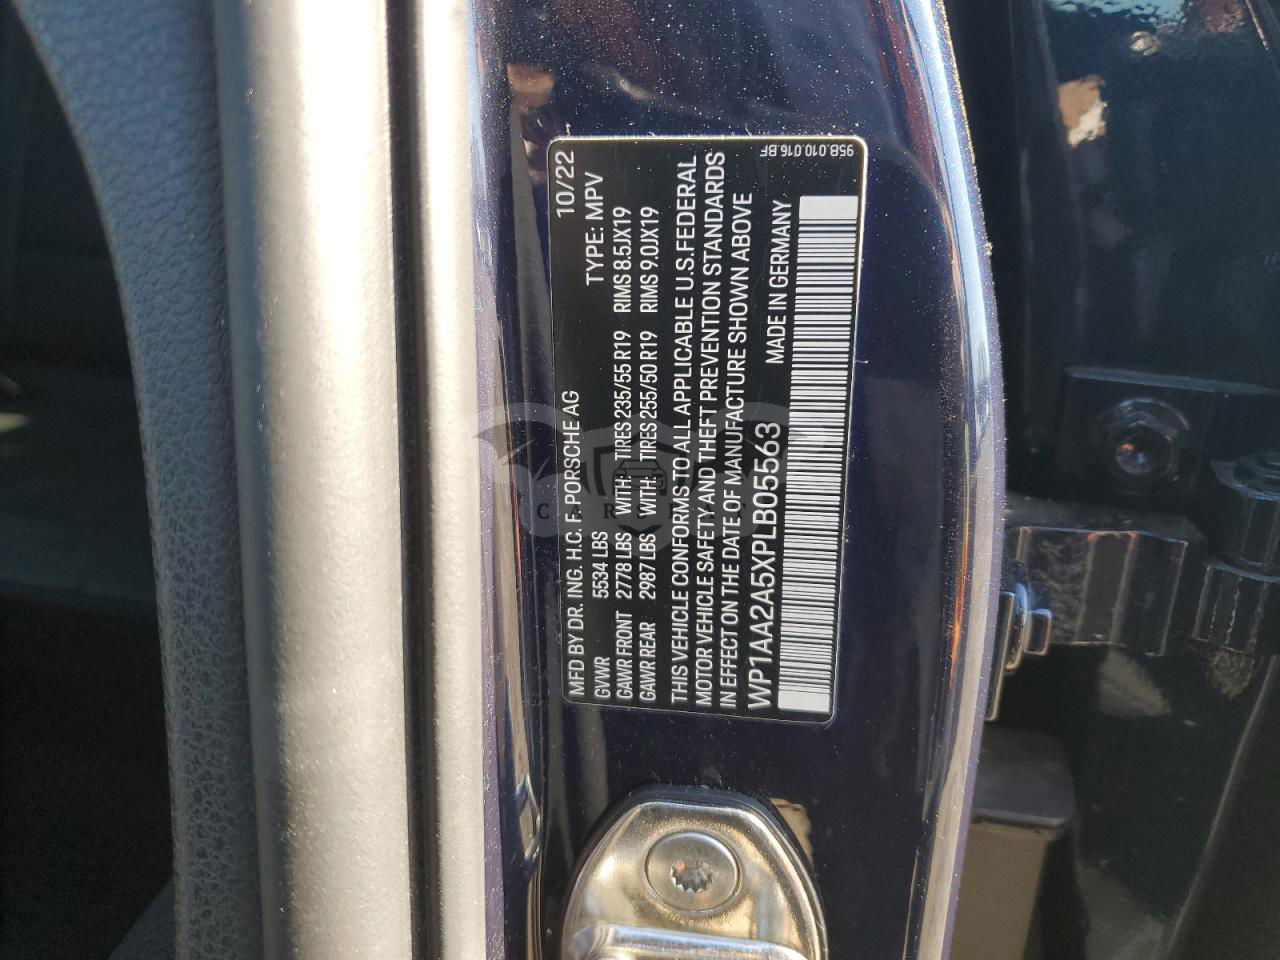 MFD BY DR. ING. H.C. F. PORSCHE AG 10/22
GVWR 5534 LBS TYPE: MPV
GAWR FRONT 2778 LBS WITH: TIRES 235/55 R19 RIMS 8.5JX19
GAWR REAR 2987 LBS WITH: TIRES 255/50 R19 RIMS 9.0JX19
THIS VEHICLE CONFORMS TO ALL APPLICABLE U.S. FEDERAL
MOTOR VEHICLE SAFETY AND THEFT PREVENTION STANDARDS
IN EFFECT ON THE DATE OF MANUFACTURE SHOWN ABOVE
WP1AA2A5XPLB05563 MADE IN GERMANY
95B.010.016.BF